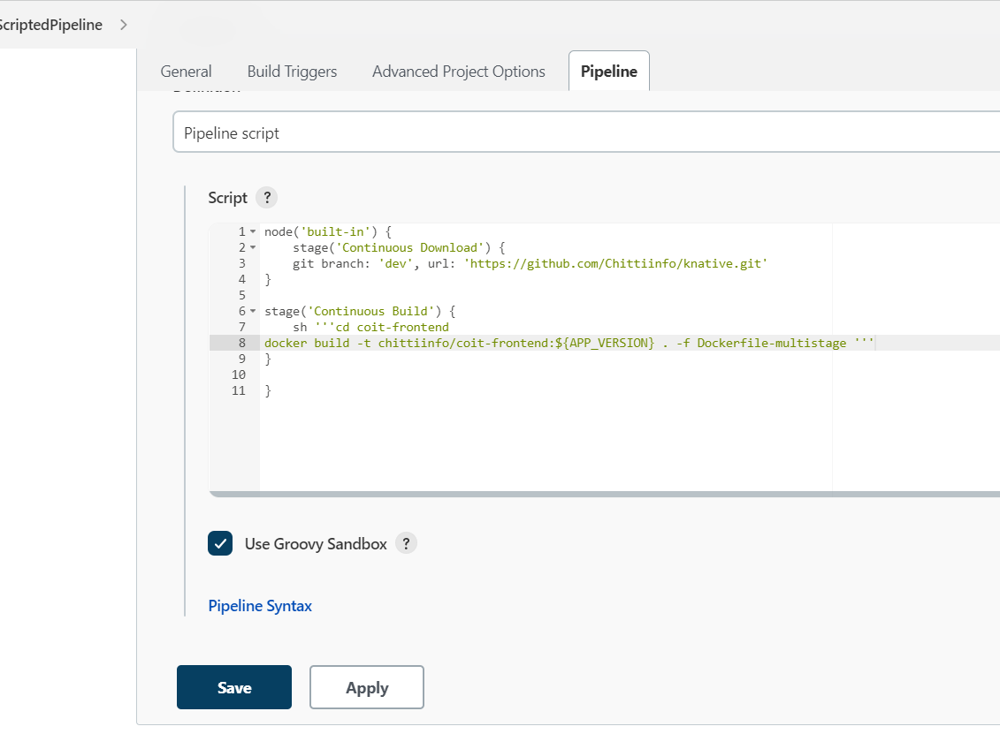 ScriptedPipeline
General Build Triggers Advanced Project Options Pipeline
Definition
Pipeline script
Script ?
1 node('built-in') {
2 stage('Continuous Download') {
3 git branch: 'dev', url: 'https://github.com/Chittiinfo/knative.git'
4 }
5
6 stage('Continuous Build') {
7 sh '''cd coit-frontend
8 docker build -t chittiinfo/coit-frontend:${APP_VERSION} . -f Dockerfile-multistage '''
9 }
10
11 }
Use Groovy Sandbox ?
Pipeline Syntax
Save Apply